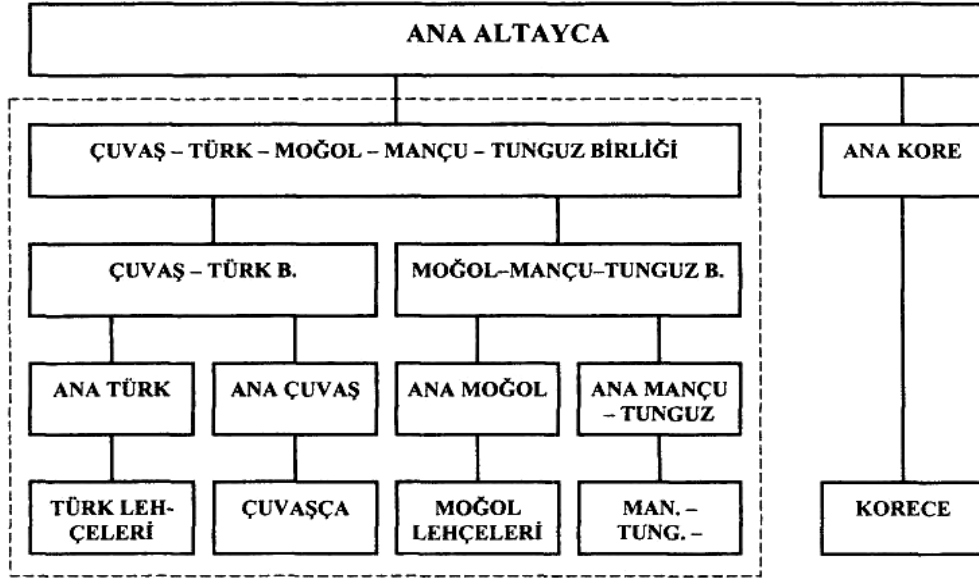 ANA ALTAYCA
ÇUVAŞ – TÜRK – MOĞOL – MANÇU – TUNGUZ BİRLİĞİ
ANA KORE
ÇUVAŞ – TÜRK B.
MOĞOL–MANÇU–TUNGUZ B.
ANA TÜRK
ANA ÇUVAŞ
ANA MOĞOL
ANA MANÇU
– TUNGUZ
TÜRK LEH-
ÇELERİ
ÇUVAŞÇA
MOĞOL
LEHÇELERİ
MAN. –
TUNG. –
KORECE